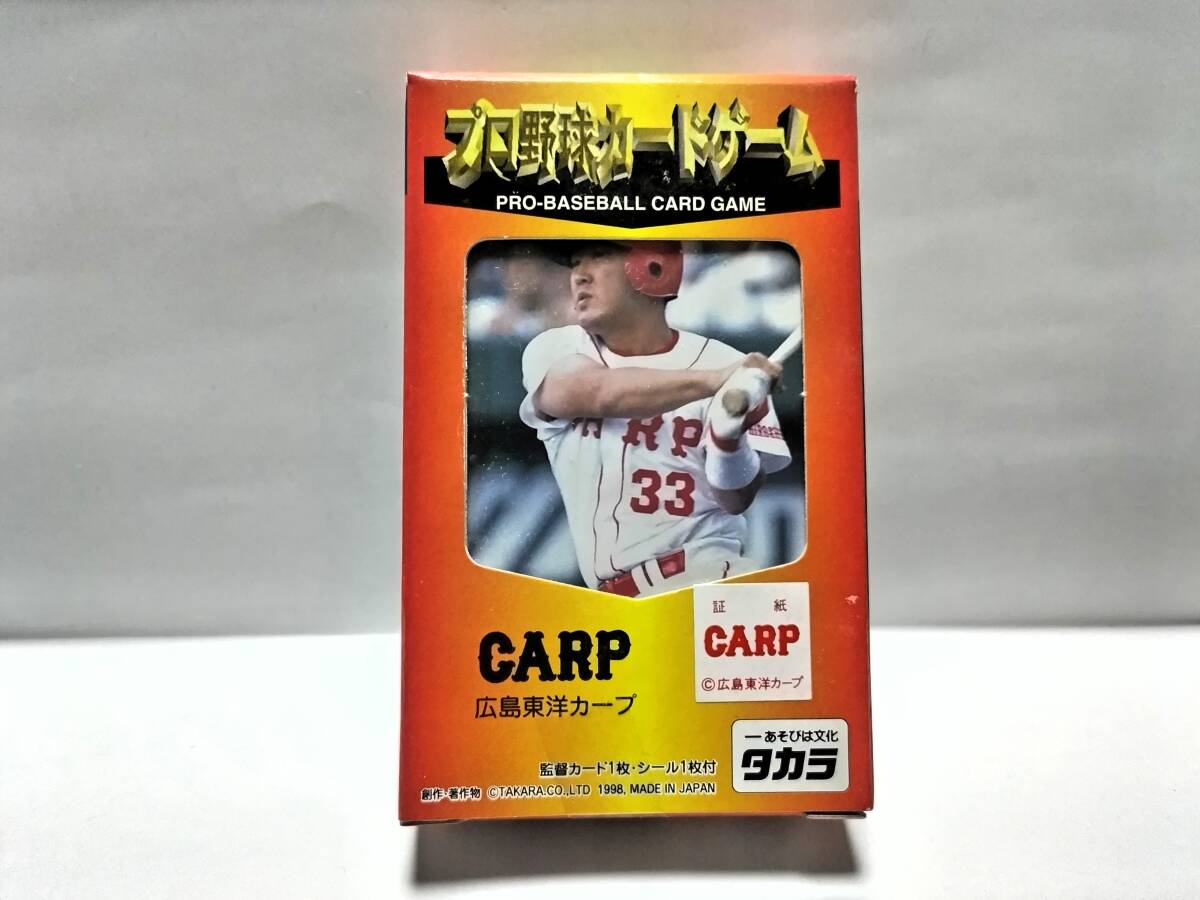 プロ野球カードゲーム
PRO-BASEBALL CARD GAME
ARP
33
CARP
広島東洋カープ
証 紙
CARP
©広島東洋カープ
監督カード1枚・シール1枚付
創作・著作物 ©TAKARA.CO.,LTD 1998, MADE IN JAPAN
ーあそびは文化
タカラ